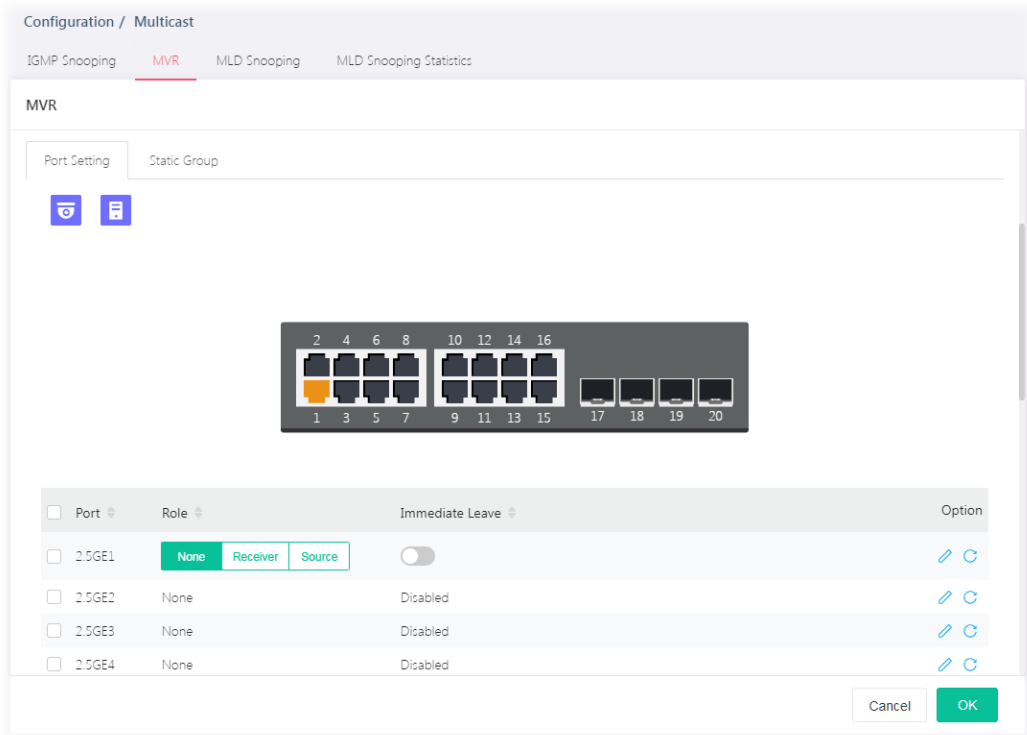 Configuration / Multicast
IGMP Snooping MVR MLD Snooping MLD Snooping Statistics
MVR
Port Setting Static Group
2 4 6 8 10 12 14 16
1 3 5 7 9 11 13 15 17 18 19 20
Port Role Immediate Leave Option
2.5GE1 None Receiver Source
2.5GE2 None Disabled
2.5GE3 None Disabled
2.5GE4 None Disabled
Cancel OK